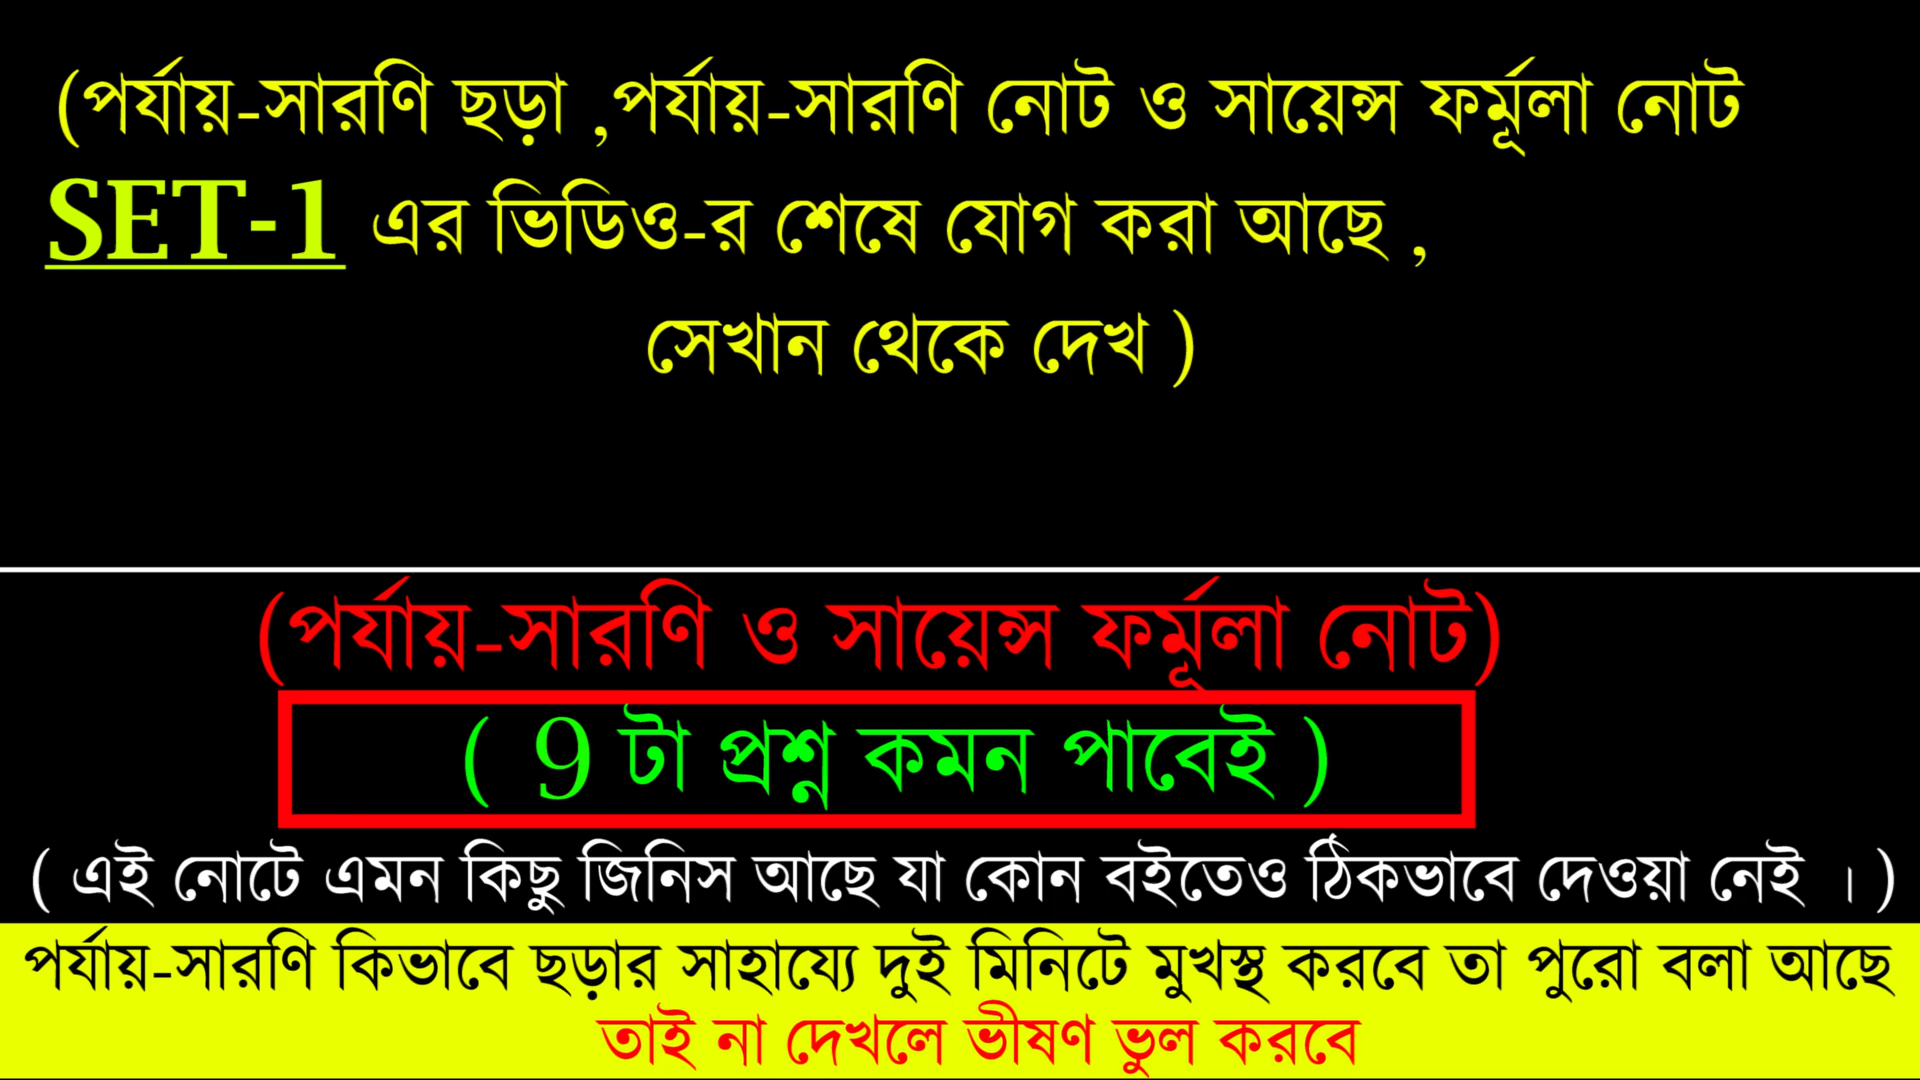 (পর্যায়-সারণি ছড়া ,পর্যায়-সারণি নোট ও সায়েন্স ফর্মূলা নোট
SET-1 এর ভিডিও-র শেষে যোগ করা আছে ,
সেখান থেকে দেখ )
(পর্যায়-সারণি ও সায়েন্স ফর্মূলা নোট)
( 9 টা প্রশ্ন কমন পাবেই )
( এই নোটে এমন কিছু জিনিস আছে যা কোন বইতেও ঠিকভাবে দেওয়া নেই । )
পর্যায়-সারণি কিভাবে ছড়ার সাহায্যে দুই মিনিটে মুখস্থ করবে তা পুরো বলা আছে
তাই না দেখলে ভীষণ ভুল করবে